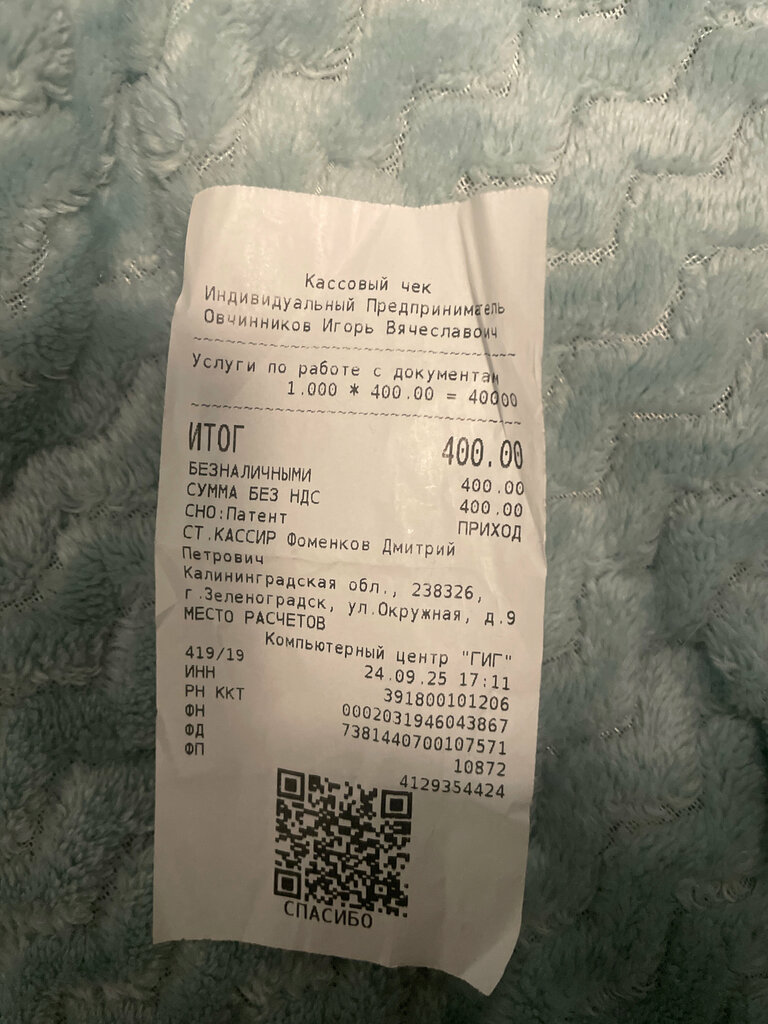 Кассовый чек
Индивидуальный Предприниматель
Овчинников Игорь Вячеславович
~~~~~~~~~~~~~~~~~~~~~~~~~~~~~~~~
Услуги по работе с документам
1.000 * 400.00 = 40000
~~~~~~~~~~~~~~~~~~~~~~~~~~~~~~~~
ИТОГ 400.00
БЕЗНАЛИЧНЫМИ 400.00
СУММА БЕЗ НДС 400.00
СНО:Патент ПРИХОД
СТ.КАССИР Фоменков Дмитрий
Петрович
Калининградская обл., 238326,
г.Зеленоградск, ул.Окружная, д.9
МЕСТО РАСЧЕТОВ
Компьютерный центр "ГИГ"
419/19 24.09.25 17:11
ИНН 391800101206
РН ККТ 0002031946043867
ФН 7381440700107571
ФД 10872
ФП 4129354424
СПАСИБО